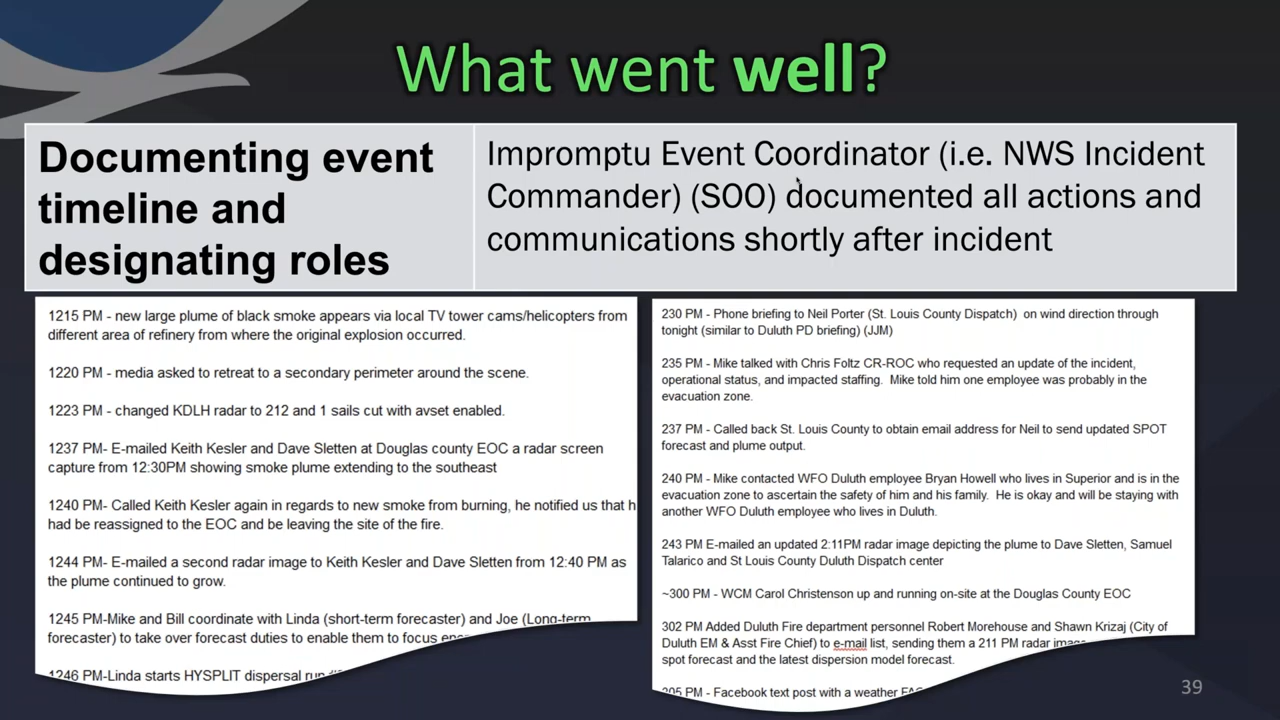 What went well?
Documenting event
timeline and
designating roles
Impromptu Event Coordinator (i.e. NWS Incident
Commander) (SOO) documented all actions and
communications shortly after incident
1215 PM - new large plume of black smoke appears via local TV tower cams/helicopters from
different area of refinery from where the original explosion occurred.
1220 PM - media asked to retreat to a secondary perimeter around the scene.
1223 PM - changed KDLH radar to 212 and 1 sails cut with avset enabled.
1237 PM- E-mailed Keith Kesler and Dave Sletten at Douglas county EOC a radar screen
capture from 12:30PM showing smoke plume extending to the southeast
1240 PM- Called Keith Kesler again in regards to new smoke from burning, he notified us that h
had be reassigned to the EOC and be leaving the site of the fire.
1244 PM- E-mailed a second radar image to Keith Kesler and Dave Sletten from 12:40 PM as
the plume continued to grow.
1245 PM-Mike and Bill coordinate with Linda (short-term forecaster) and Joe (Long-term
forecaster) to take over forecast duties to enable them to focus
1246 PM-Linda starts HYSPLIT dispersal
230 PM - Phone briefing to Neil Porter (St. Louis County Dispatch) on wind direction through
tonight (similar to Duluth PD briefing) (JJM)
235 PM - Mike talked with Chris Foltz CR-ROC who requested an update of the incident,
operational status, and impacted staffing. Mike told him one employee was probably in the
evacuation zone.
237 PM - Called back St. Louis County to obtain email address for Neil to send updated SPOT
forecast and plume output.
240 PM - Mike contacted WFO Duluth employee Bryan Howell who lives in Superior and is in the
evacuation zone to ascertain the safety of him and his family. He is okay and will be staying with
another WFO Duluth employee who lives in Duluth.
243 PM E-mailed an updated 2:11PM radar image depicting the plume to Dave Sletten, Samuel
Talarico and St Louis County Duluth Dispatch center
~300 PM - WCM Carol Christenson up and running on-site at the Douglas County EOC
302 PM Added Duluth Fire department personnel Robert Morehouse and Shawn Krizaj (City of
Duluth EM & Asst Fire Chief) to e-mail list, sending them a 211 PM radar
spot forecast and the latest dispersion model forecast.
PM - Facebook text post with a weather
39